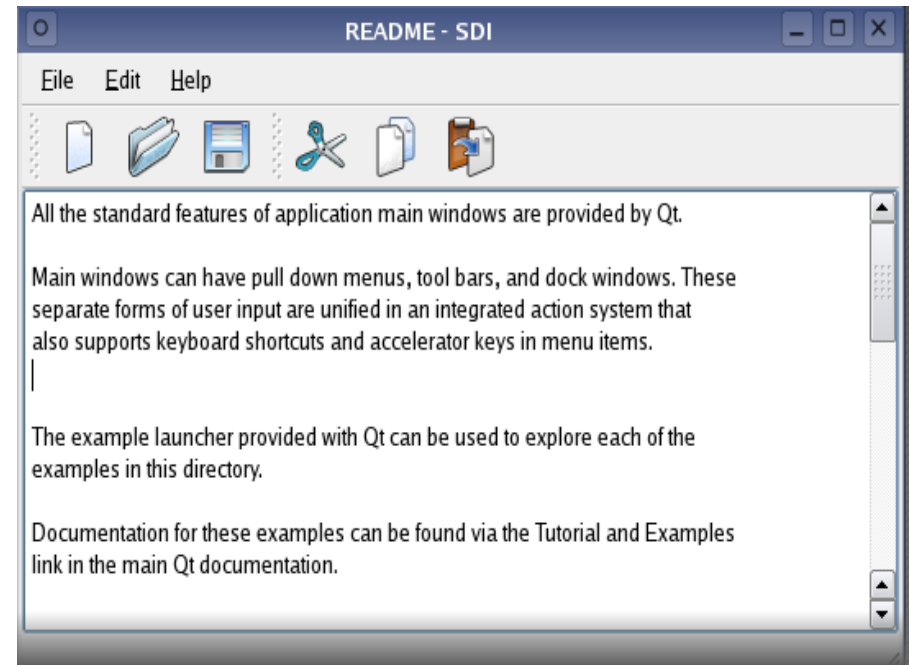 README - SDI
File Edit Help
All the standard features of application main windows are provided by Qt.
Main windows can have pull down menus, tool bars, and dock windows. These
separate forms of user input are unified in an integrated action system that
also supports keyboard shortcuts and accelerator keys in menu items.
The example launcher provided with Qt can be used to explore each of the
examples in this directory.
Documentation for these examples can be found via the Tutorial and Examples
link in the main Qt documentation.